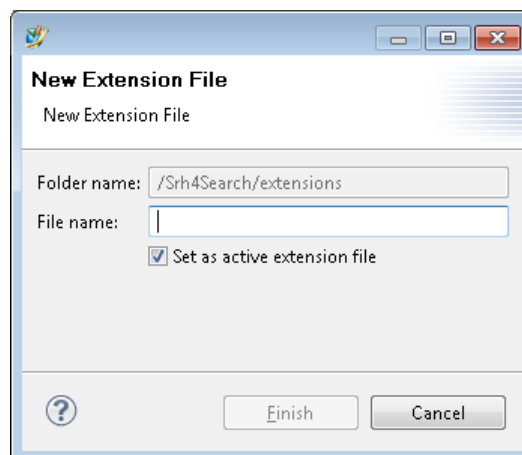 New Extension File
New Extension File
Folder name: /Srh4Search/extensions
File name:
Set as active extension file
? Finish Cancel